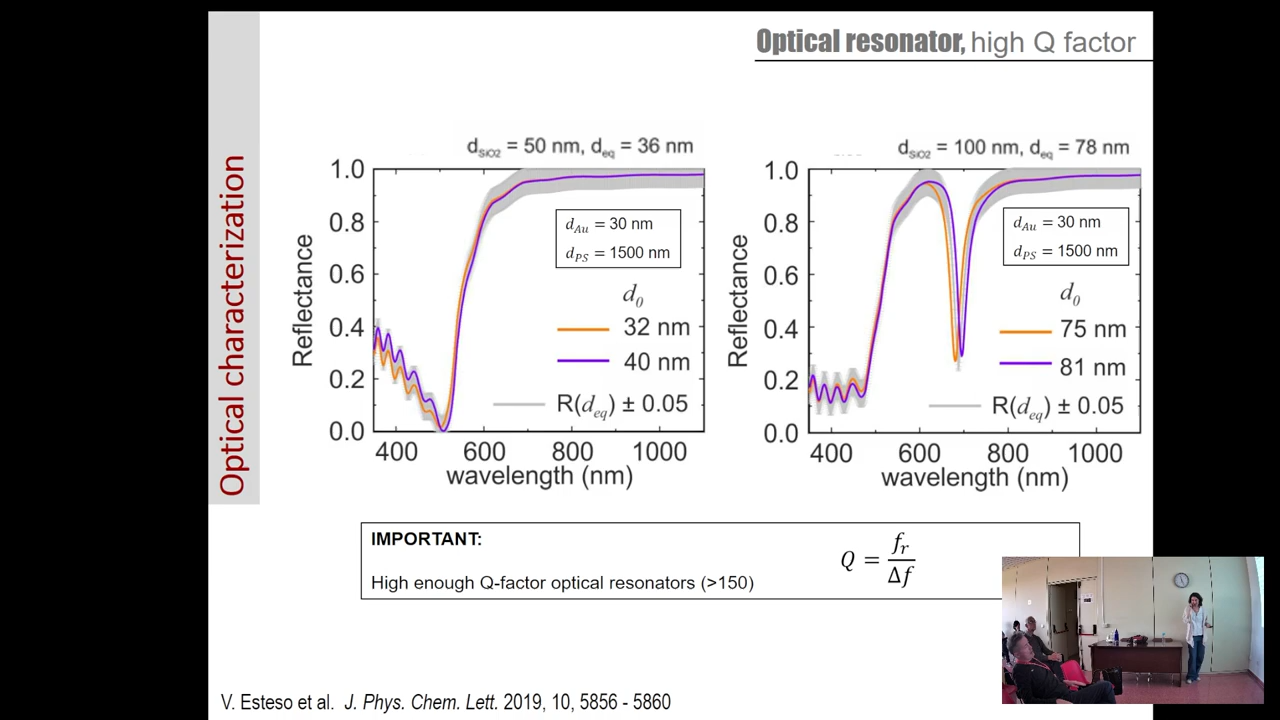 Optical resonator, high Q factor
Optical characterization
dSiO2 = 50 nm, deq = 36 nm
1.0
0.8
0.6
0.4
0.2
0.0
Reflectance
dAu = 30 nm
dPS = 1500 nm
d0
32 nm
40 nm
R(deq) ± 0.05
400 600 800 1000
wavelength (nm)
dSiO2 = 100 nm, deq = 78 nm
1.0
0.8
0.6
0.4
0.2
0.0
Reflectance
dAu = 30 nm
dPS = 1500 nm
d0
75 nm
81 nm
R(deq) ± 0.05
400 600 800 1000
wavelength (nm)
IMPORTANT:
High enough Q-factor optical resonators (>150)
Q = fr / Δf
V. Esteso et al. J. Phys. Chem. Lett. 2019, 10, 5856 - 5860